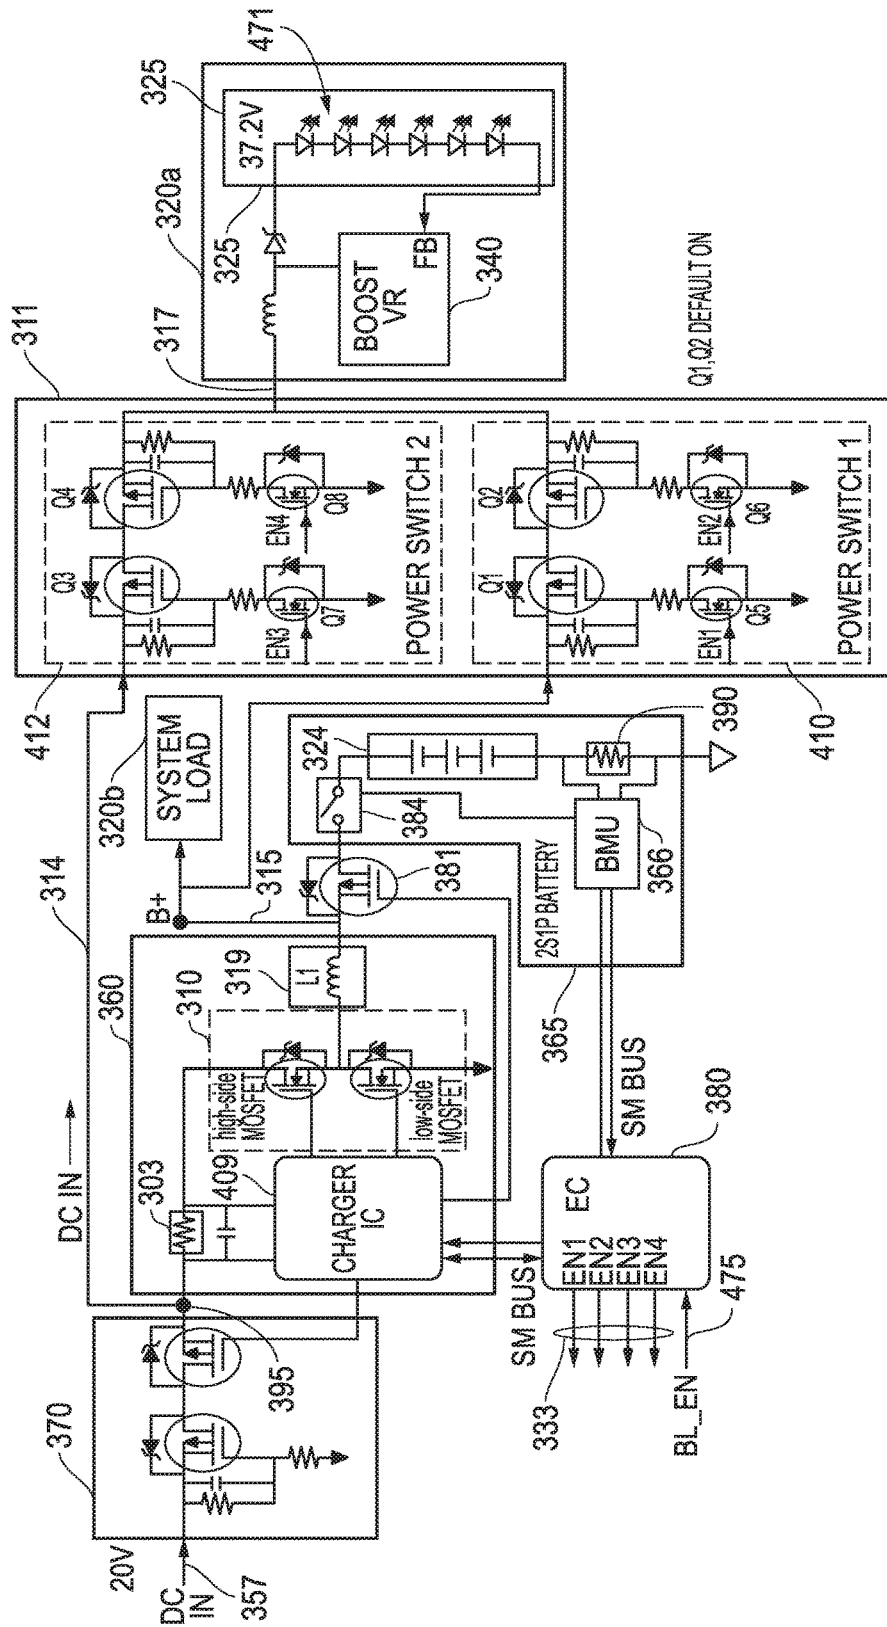 370
20V
DC
IN
357
395
DC IN
314
360
303
409
CHARGER
IC
310
high-side
MOSFET
low-side
MOSFET
L1
319
315
B+
320b
SYSTEM
LOAD
381
384
324
2S1P BATTERY
BMU
366
390
365
SM BUS
SM BUS
380
EC
EN1
EN2
EN3
EN4
333
BL_EN
475
412
Q3
Q4
EN3
EN4
Q7
Q8
POWER SWITCH 2
311
317
Q1
Q2
EN1
EN2
Q5
Q6
POWER SWITCH 1
410
Q1,Q2 DEFAULT ON
320a
325
37.2V
471
325
BOOST
VR
FB
340